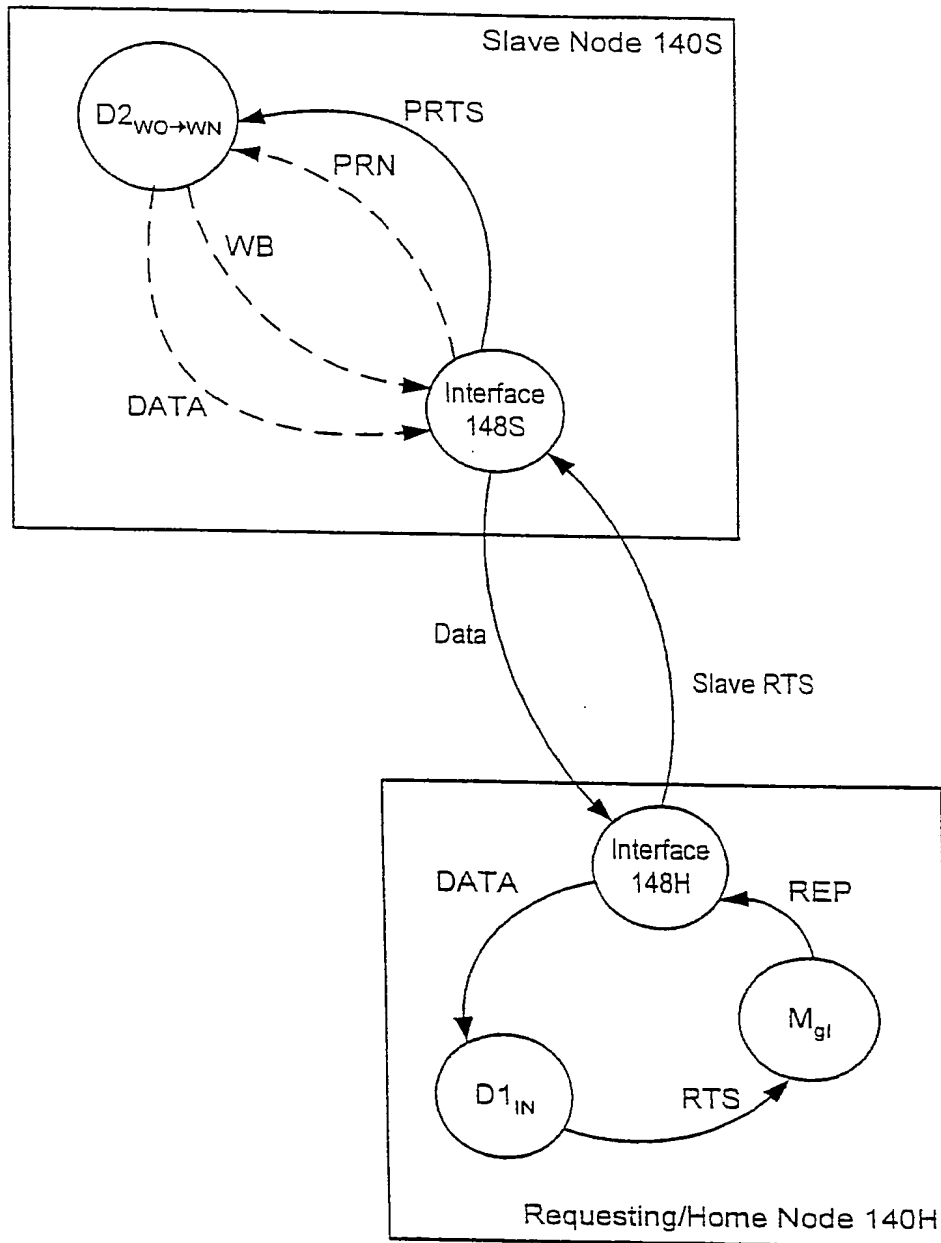 Slave Node 140S
D2WO→WN
PRTS
PRN
WB
DATA
Interface
148S
Data
Slave RTS
Interface
148H
DATA
REP
Mgl
D1IN
RTS
Requesting/Home Node 140H